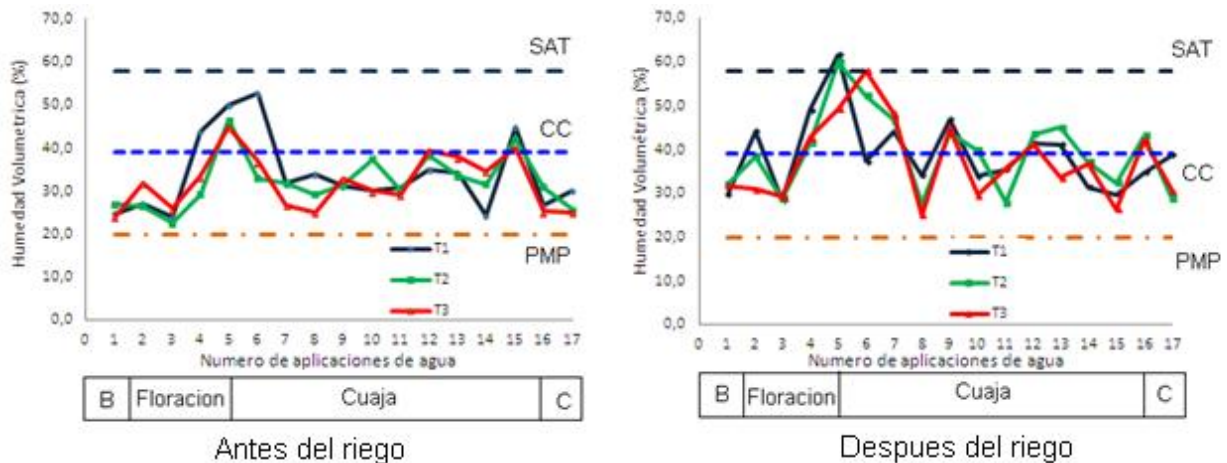 70,0
60,0
50,0
40,0
30,0
20,0
10,0
0,0
Humedad Volumetrica (%)
SAT
CC
PMP
T1
T2
T3
0 1 2 3 4 5 6 7 8 9 10 11 12 13 14 15 16 17
Numero de aplicaciones de agua
B Floracion Cuaja C
Antes del riego
70,0
60,0
50,0
40,0
30,0
20,0
10,0
0,0
Humedad Volumétrica (%)
SAT
CC
PMP
T1
T2
T3
0 1 2 3 4 5 6 7 8 9 10 11 12 13 14 15 16 17
Numero de aplicaciones de agua
B Floracion Cuaja C
Despues del riego